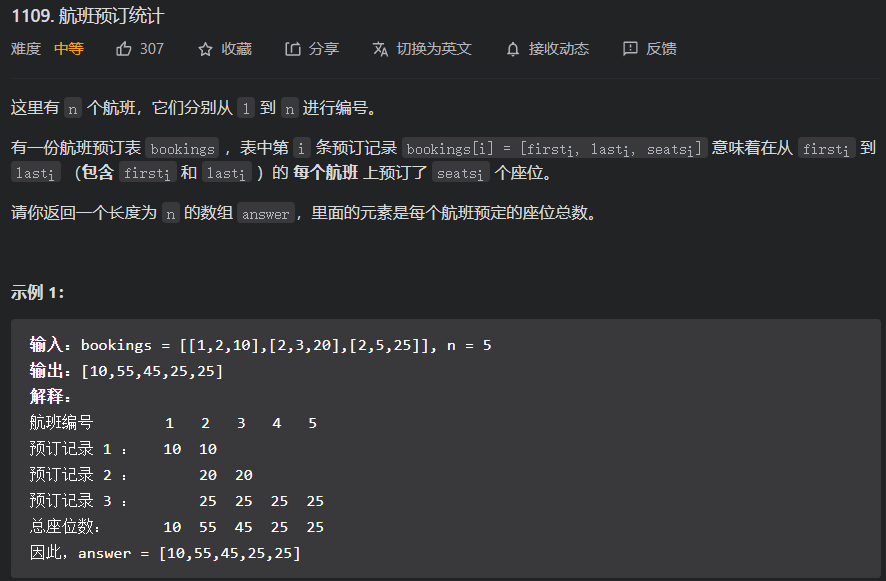 1109. 航班预订统计
难度 中等 307 收藏 分享 切换为英文 接收动态 反馈
这里有 n 个航班，它们分别从 1 到 n 进行编号。
有一份航班预订表 bookings ，表中第 i 条预订记录 bookings[i] = [firsti, lasti, seatsi] 意味着在从 firsti 到
lasti （包含 firsti 和 lasti ）的 每个航班 上预订了 seatsi 个座位。
请你返回一个长度为 n 的数组 answer，里面的元素是每个航班预定的座位总数。
示例 1：
输入：bookings = [[1,2,10],[2,3,20],[2,5,25]], n = 5
输出：[10,55,45,25,25]
解释：
航班编号 1 2 3 4 5
预订记录 1 ： 10 10
预订记录 2 ： 20 20
预订记录 3 ： 25 25 25 25
总座位数： 10 55 45 25 25
因此，answer = [10,55,45,25,25]